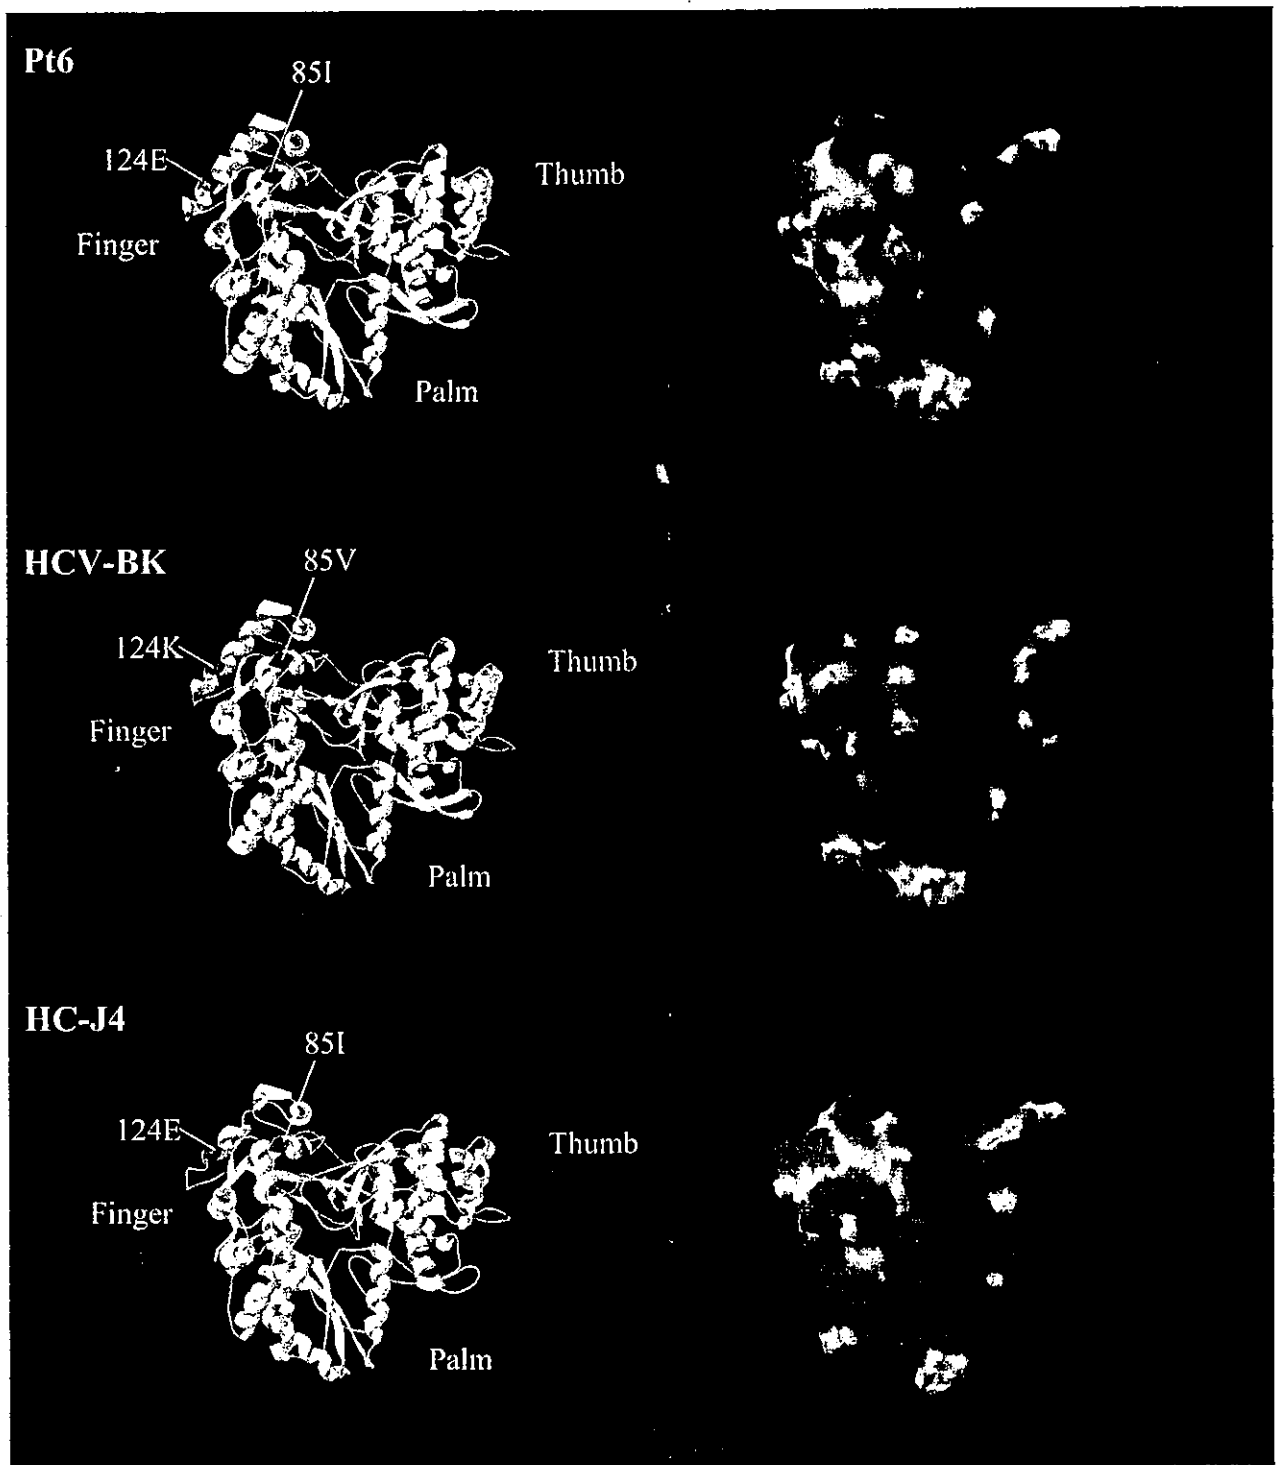 Pt6
85I
124E
Thumb
Finger
Palm
HCV-BK
85V
124K
Thumb
Finger
Palm
HC-J4
85I
124E
Thumb
Finger
Palm